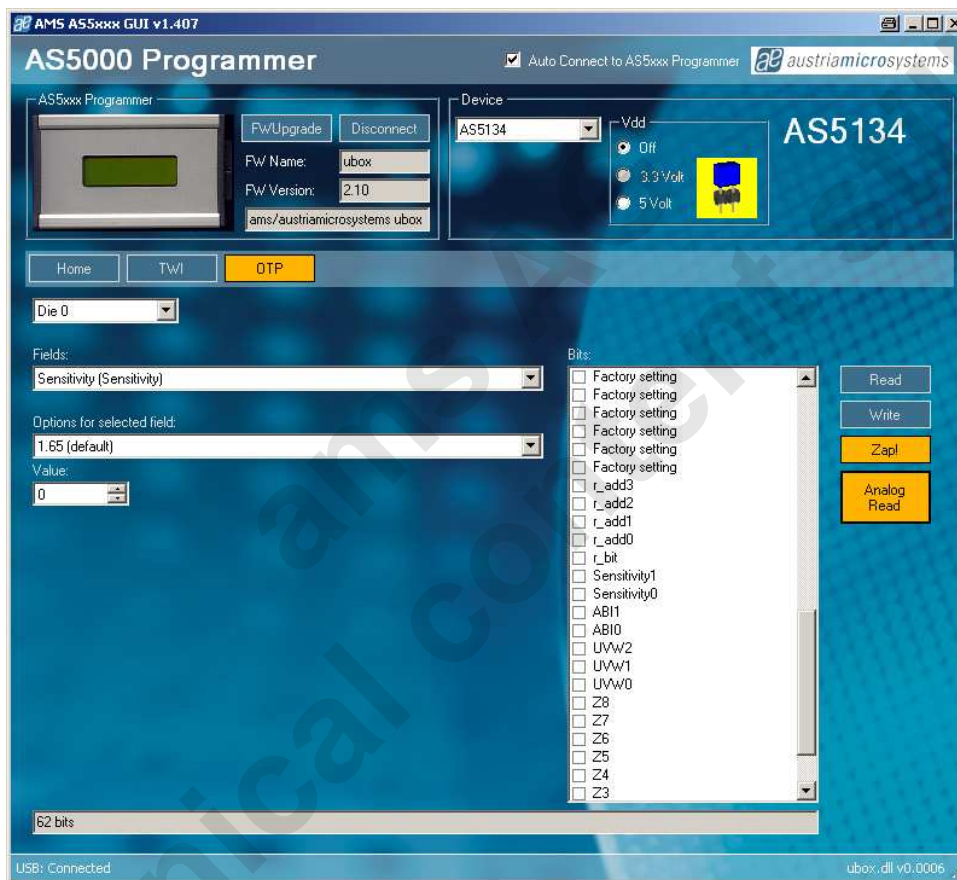 AMS AS5xxx GUI v1.407
AS5000 Programmer
Auto Connect to AS5xxx Programmer
austriamicrosystems
AS5xxx Programmer
FWUpgrade
Disconnect
FW Name:
ubox
FW Version:
2.10
ams/austriamicrosystems ubox
Device
AS5134
Vdd
Off
3.3 Volt
5 Volt
AS5134
Home
TWI
OTP
Die 0
Fields:
Sensitivity (Sensitivity)
Options for selected field:
1.65 (default)
Value:
0
Bits:
Factory setting
Factory setting
Factory setting
Factory setting
Factory setting
Factory setting
r_add3
r_add2
r_add1
r_add0
r_bit
Sensitivity1
Sensitivity0
ABI1
ABI0
UVW2
UVW1
UVW0
Z8
Z7
Z6
Z5
Z4
Z3
Read
Write
Zap!
Analog
Read
62 bits
USB: Connected
ubox.dll v0.0006